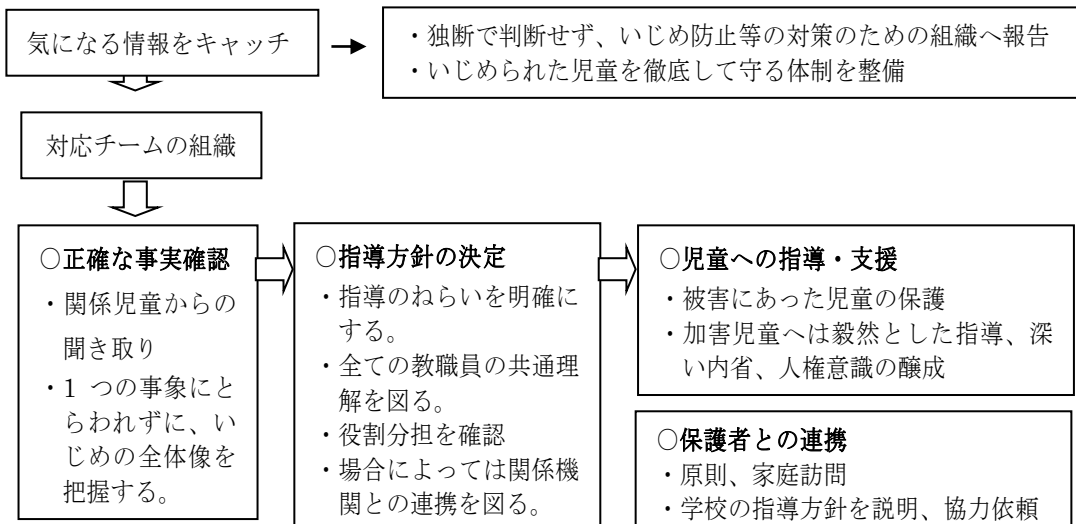 気になる情報をキャッチ
・独断で判断せず、いじめ防止等の対策のための組織へ報告
・いじめられた児童を徹底して守る体制を整備
対応チームの組織
○正確な事実確認
・関係児童からの
聞き取り
・1 つの事象にと
らわれずに、い
じめの全体像を
把握する。
○指導方針の決定
・指導のねらいを明確に
する。
・全ての教職員の共通理
解を図る。
・役割分担を確認
・場合によっては関係機
関との連携を図る。
○児童への指導・支援
・被害にあった児童の保護
・加害児童へは毅然とした指導、深
い内省、人権意識の醸成
○保護者との連携
・原則、家庭訪問
・学校の指導方針を説明、協力依頼